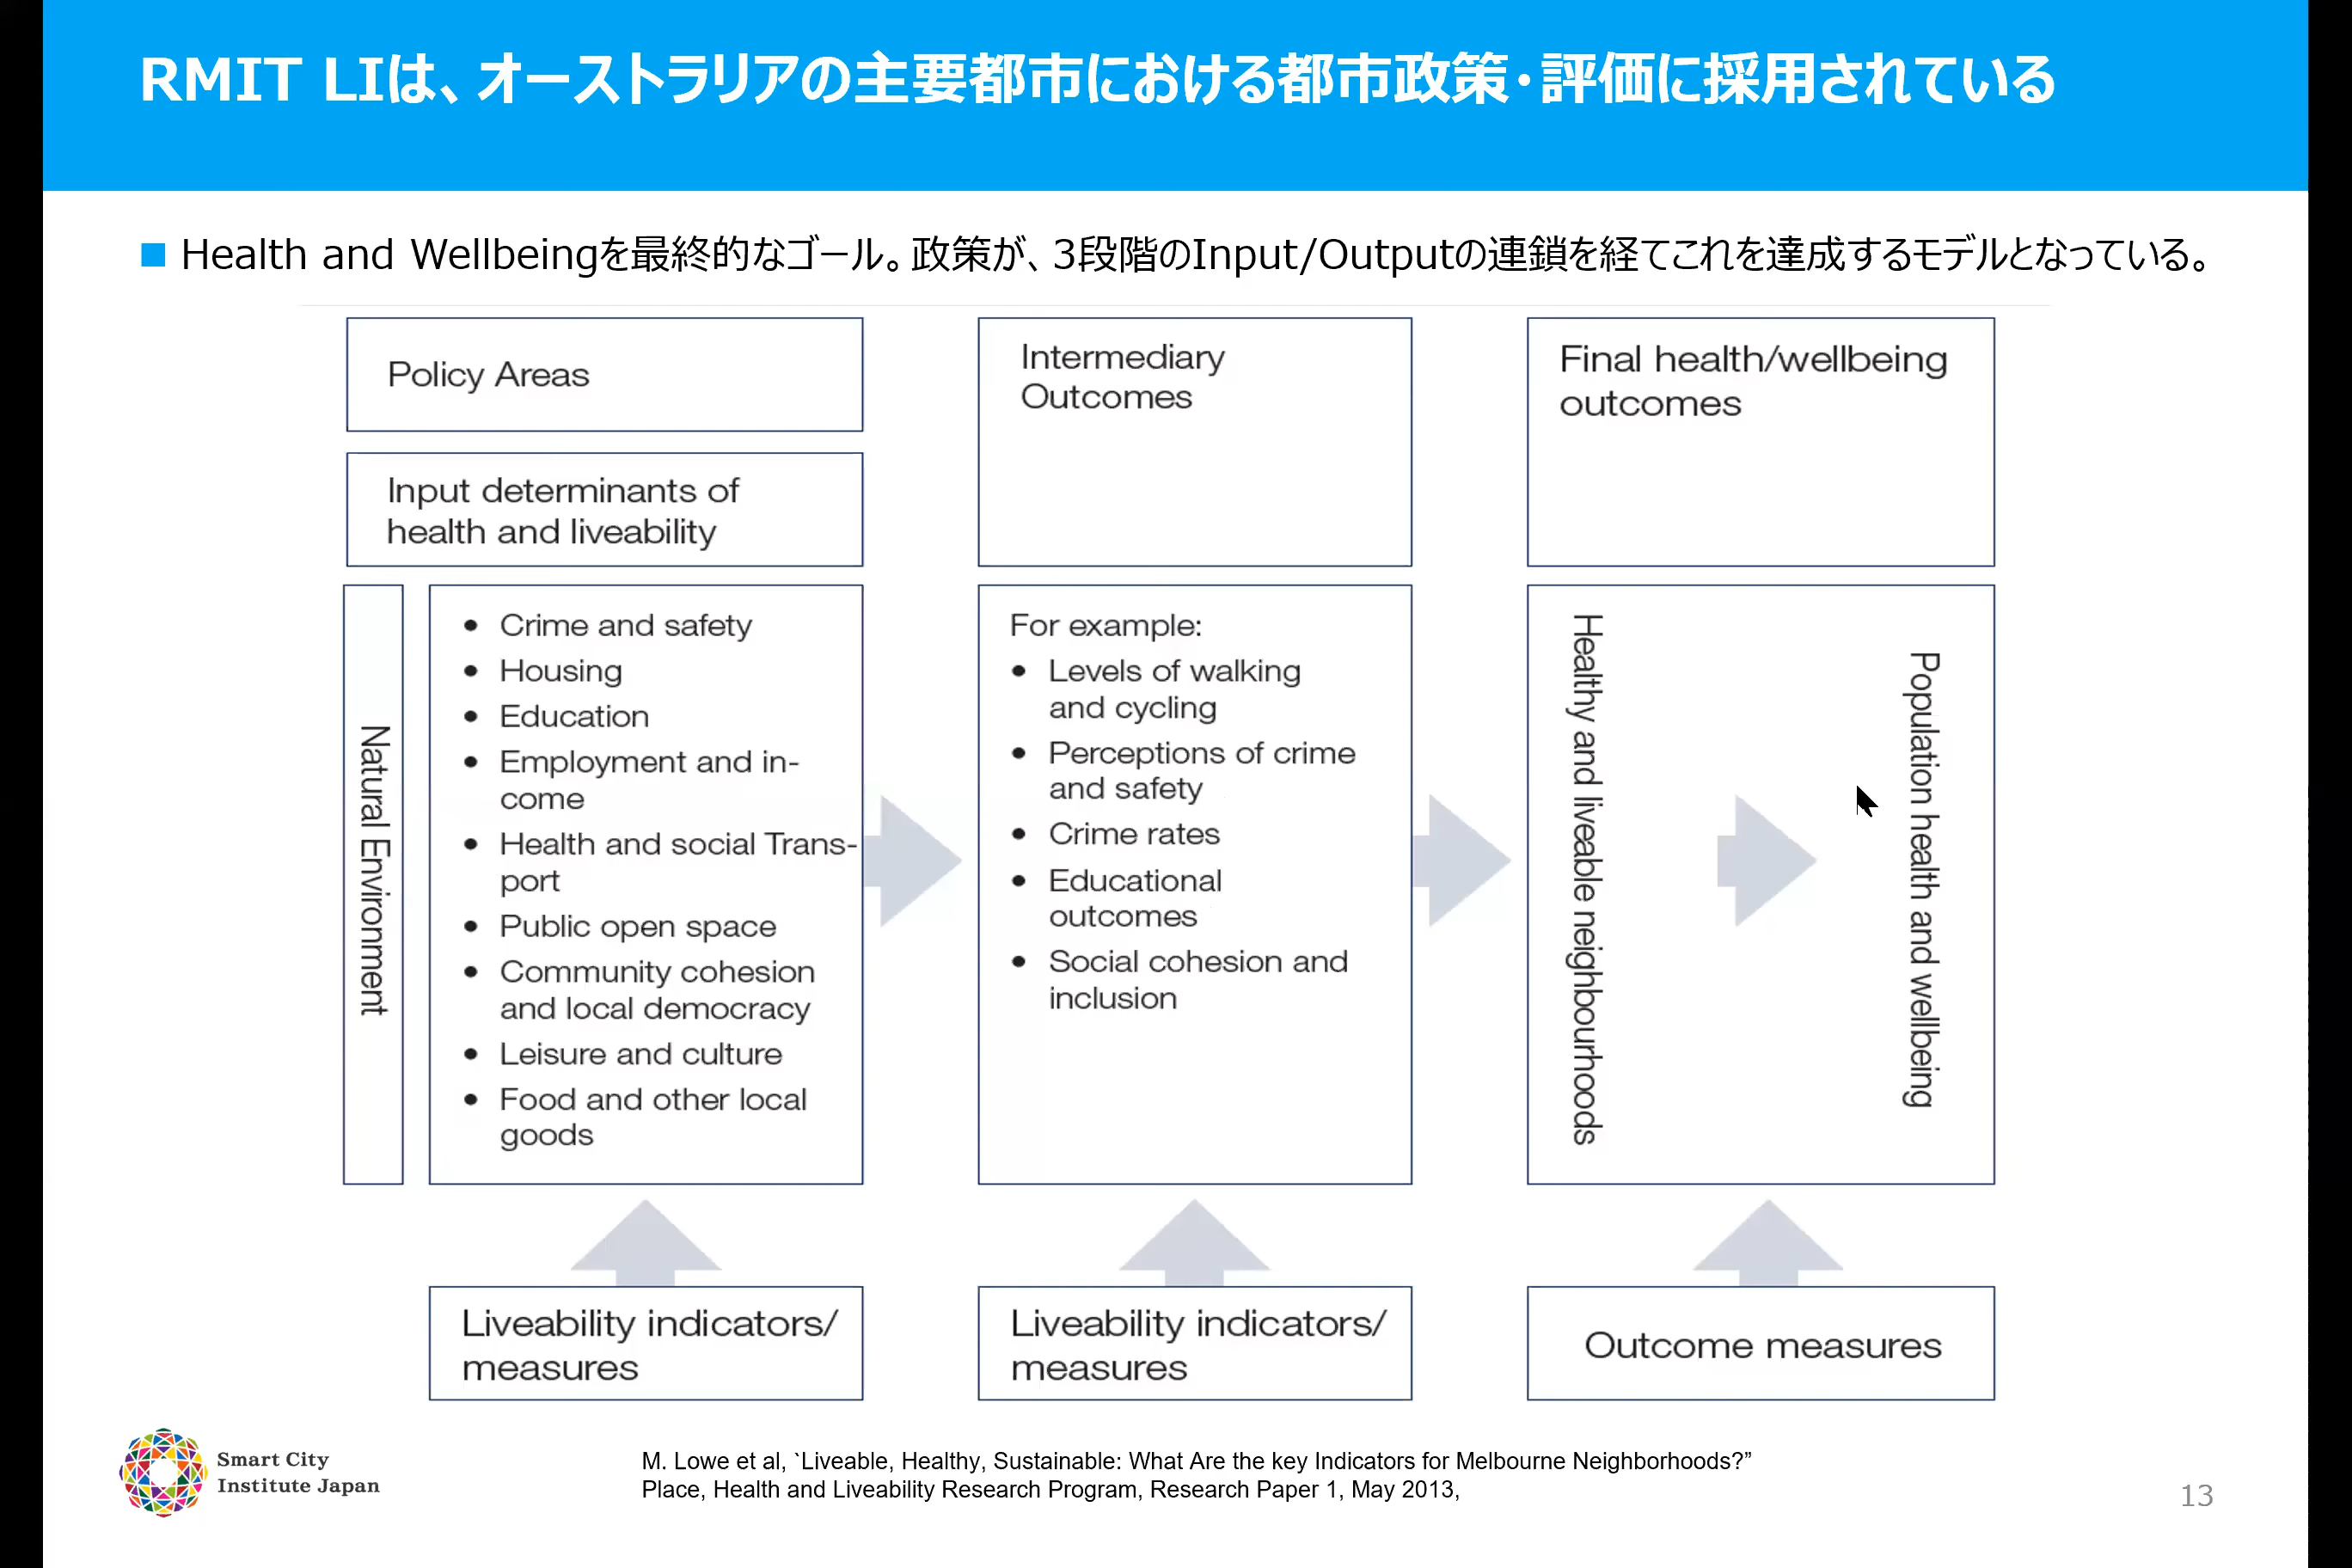 RMIT LIは、オーストラリアの主要都市における都市政策・評価に採用されている
Health and Wellbeingを最終的なゴール。政策が、3段階のInput/Outputの連鎖を経てこれを達成するモデルとなっている。
Policy Areas
Input determinants of
health and liveability
Natural Environment
• Crime and safety
• Housing
• Education
• Employment and in-
come
• Health and social Trans-
port
• Public open space
• Community cohesion
and local democracy
• Leisure and culture
• Food and other local
goods
Liveability indicators/
measures
Intermediary
Outcomes
For example:
• Levels of walking
and cycling
• Perceptions of crime
and safety
• Crime rates
• Educational
outcomes
• Social cohesion and
inclusion
Liveability indicators/
measures
Final health/wellbeing
outcomes
Healthy and liveable neighbourhoods
Population health and wellbeing
Outcome measures
Smart City
Institute Japan
M. Lowe et al, `Liveable, Healthy, Sustainable: What Are the key Indicators for Melbourne Neighborhoods?”
Place, Health and Liveability Research Program, Research Paper 1, May 2013,
13